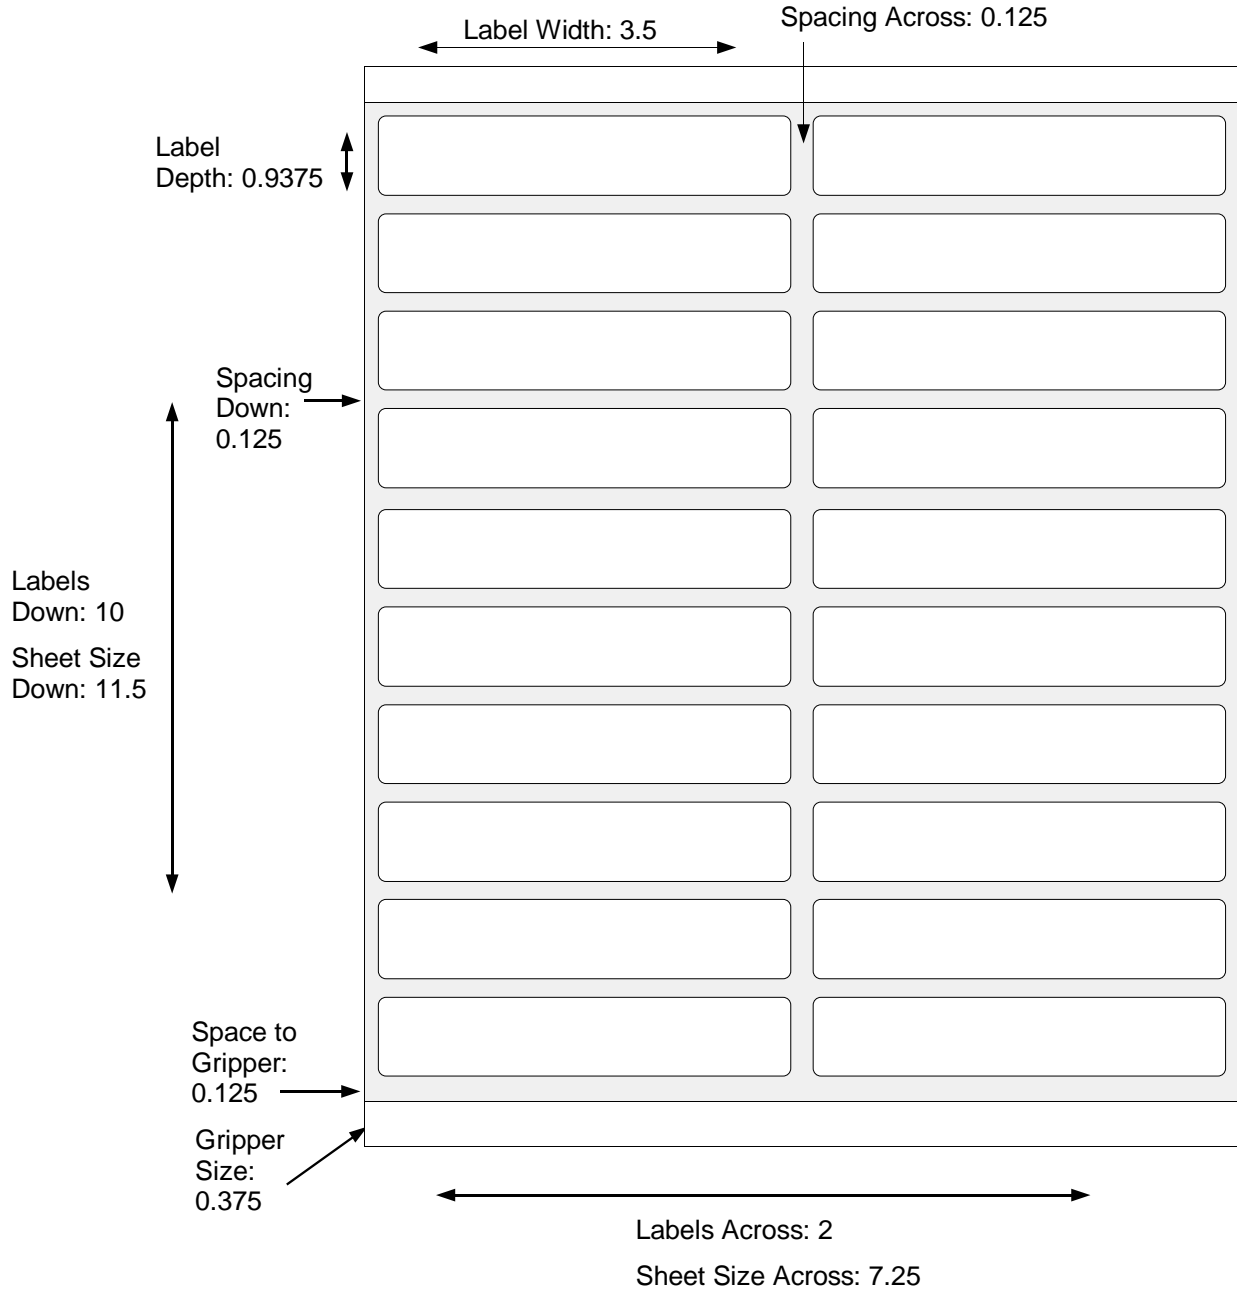 Spacing Across: 0.125
Label Width: 3.5
Label
Depth: 0.9375
Spacing
Down:
0.125
Labels
Down: 10
Sheet Size
Down: 11.5
Space to
Gripper:
0.125
Gripper
Size:
0.375
Labels Across: 2
Sheet Size Across: 7.25